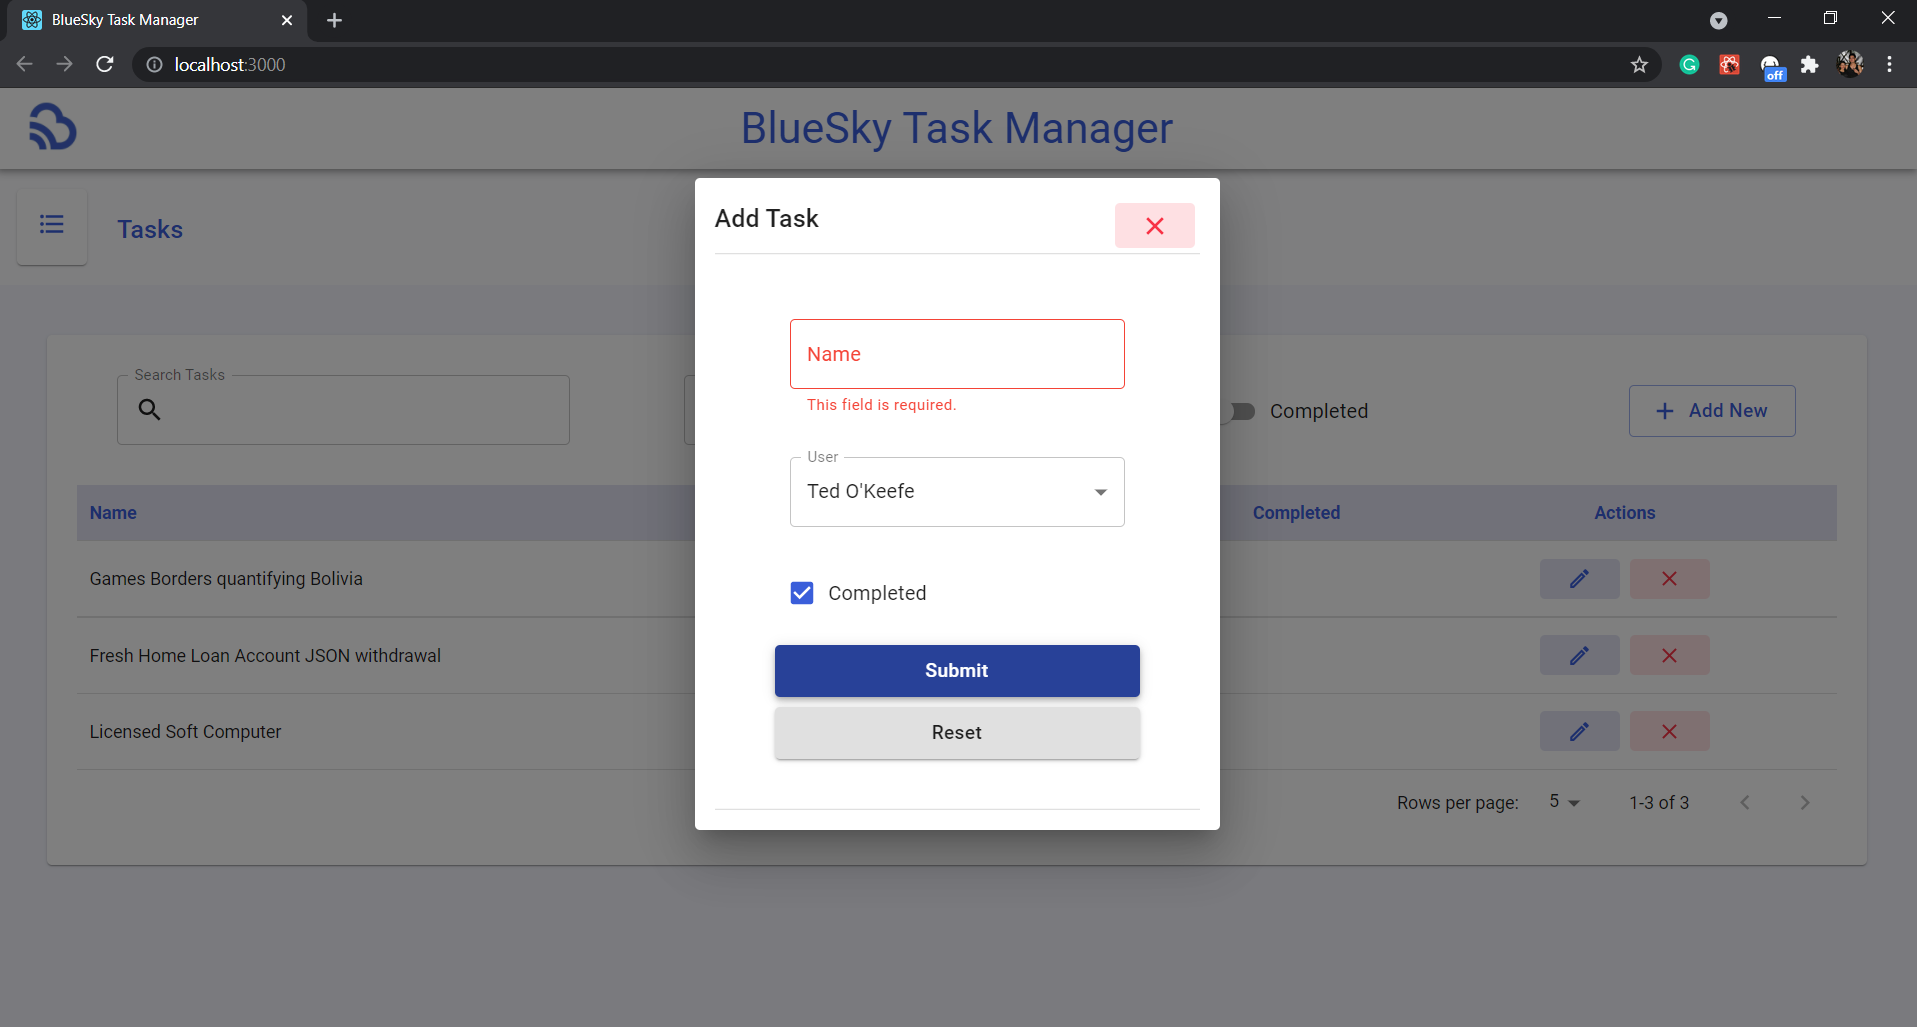 BlueSky Task Manager
localhost:3000
off
BlueSky Task Manager
Tasks
Add Task
Name
This field is required.
User
Ted O'Keefe
Completed
Submit
Reset
Search Tasks
Completed
Add New
Name Completed Actions
Games Borders quantifying Bolivia
Fresh Home Loan Account JSON withdrawal
Licensed Soft Computer
Rows per page: 5 1-3 of 3